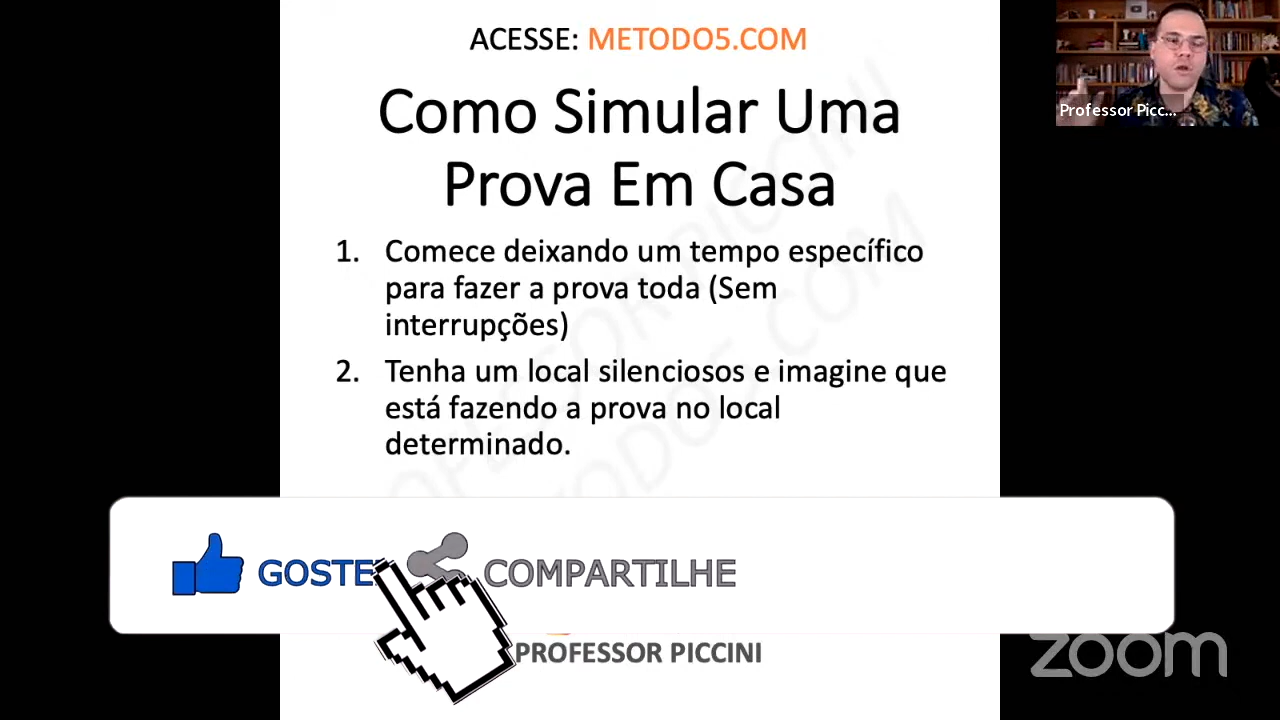 ACESSE: METODO5.COM
Como Simular Uma
Prova Em Casa
1. Comece deixando um tempo específico
para fazer a prova toda (Sem
interrupções)
2. Tenha um local silenciosos e imagine que
está fazendo a prova no local
determinado.
Professor Picc...
GOSTE
COMPARTILHE
PROFESSOR PICCINI
zoom